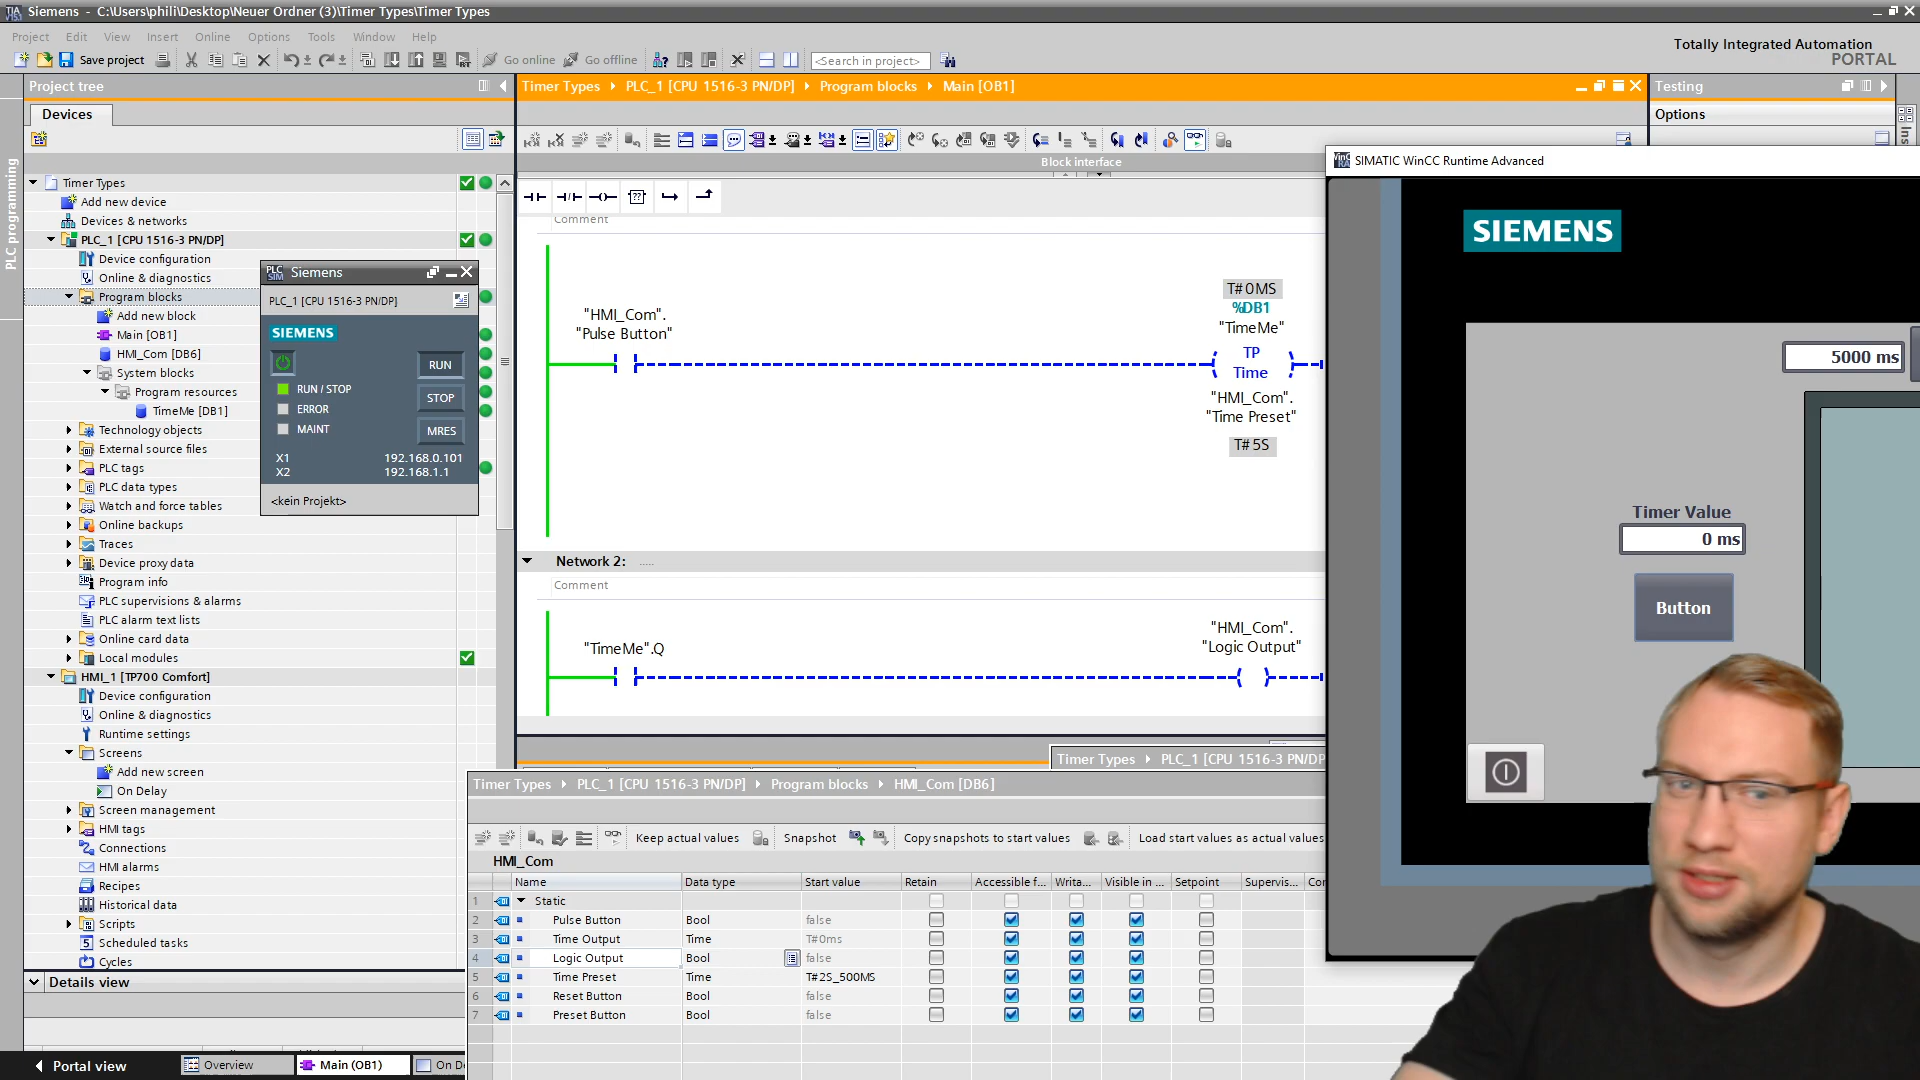 Siemens - C:\Users\phili\Desktop\Neuer Ordner (3)\Timer Types\Timer Types
Project Edit View Insert Online Options Tools Window Help
Save project
Go online
Go offline
<Search in project>
Totally Integrated Automation
PORTAL
Project tree
Devices
PLC programming
Timer Types
Add new device
Devices & networks
PLC_1 [CPU 1516-3 PN/DP]
Device configuration
Online & diagnostics
Program blocks
Add new block
Main [OB1]
HMI_Com [DB6]
System blocks
Program resources
TimeMe [DB1]
Technology objects
External source files
PLC tags
PLC data types
Watch and force tables
Online backups
Traces
Device proxy data
Program info
PLC supervisions & alarms
PLC alarm text lists
Online card data
Local modules
HMI_1 [TP700 Comfort]
Device configuration
Online & diagnostics
Runtime settings
Screens
Add new screen
On Delay
Screen management
HMI tags
Connections
HMI alarms
Recipes
Historical data
Scripts
Scheduled tasks
Cycles
Details view
Portal view
Overview
Main (OB1)
On De
PLC SIM
Siemens
PLC_1 [CPU 1516-3 PN/DP]
SIEMENS
RUN
RUN / STOP
STOP
ERROR
MAINT
MRES
X1 192.168.0.101
X2 192.168.1.1
<kein Projekt>
Timer Types PLC_1 [CPU 1516-3 PN/DP] Program blocks Main [OB1]
Block interface
Comment
"HMI_Com".
"Pulse Button"
T#0MS
%DB1
"TimeMe"
TP
Time
"HMI_Com".
"Time Preset"
T#5S
Network 2: .....
Comment
"TimeMe".Q
"HMI_Com".
"Logic Output"
Timer Types PLC_1 [CPU 1516-3 PN/DP
Timer Types PLC_1 [CPU 1516-3 PN/DP] Program blocks HMI_Com [DB6]
Keep actual values Snapshot Copy snapshots to start values Load start values as actual values
HMI_Com
Name Data type Start value Retain Accessible f... Writa... Visible in ... Setpoint Supervis... Co
1 Static
2 Pulse Button Bool false
3 Time Output Time T#0ms
4 Logic Output Bool false
5 Time Preset Time T#2S_500MS
6 Reset Button Bool false
7 Preset Button Bool false
Testing
Options
Ins
SIMATIC WinCC Runtime Advanced
SIEMENS
5000 ms
Timer Value
0 ms
Button